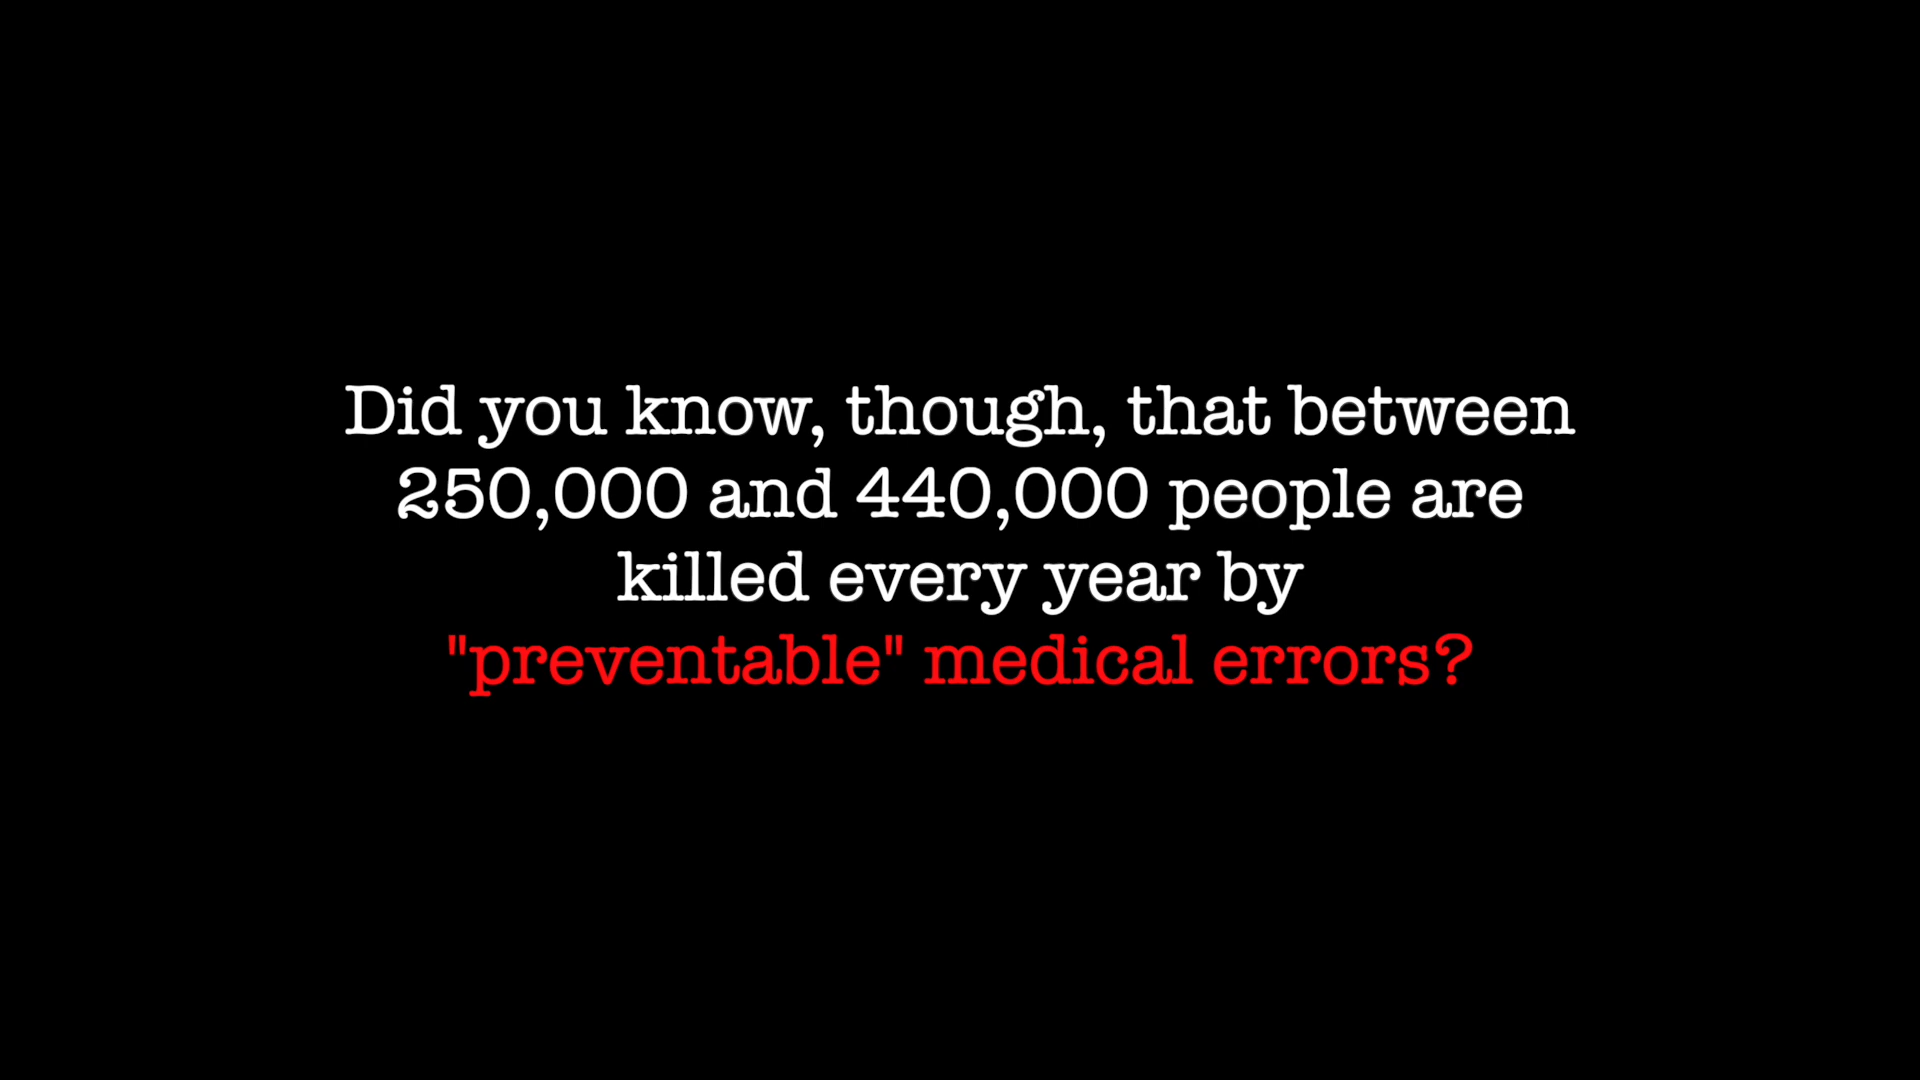 Did you know, though, that between
250,000 and 440,000 people are
killed every year by
"preventable" medical errors?